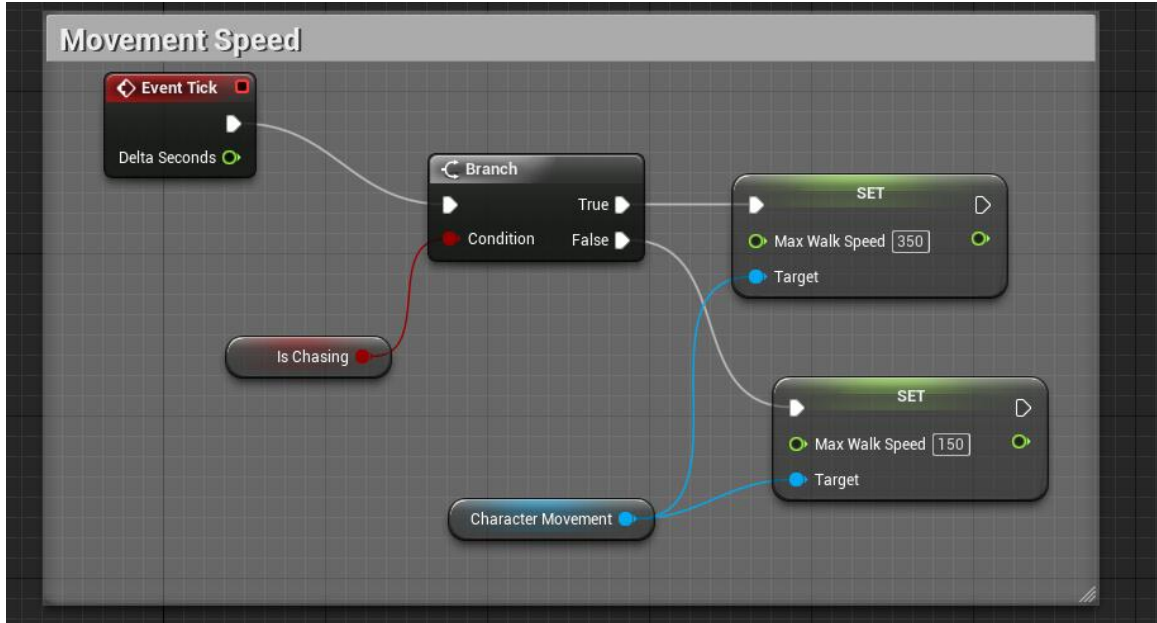 Movement Speed
Event Tick
Delta Seconds
Branch
True
Condition
False
SET
Max Walk Speed 350
Target
Is Chasing
SET
Max Walk Speed 150
Target
Character Movement